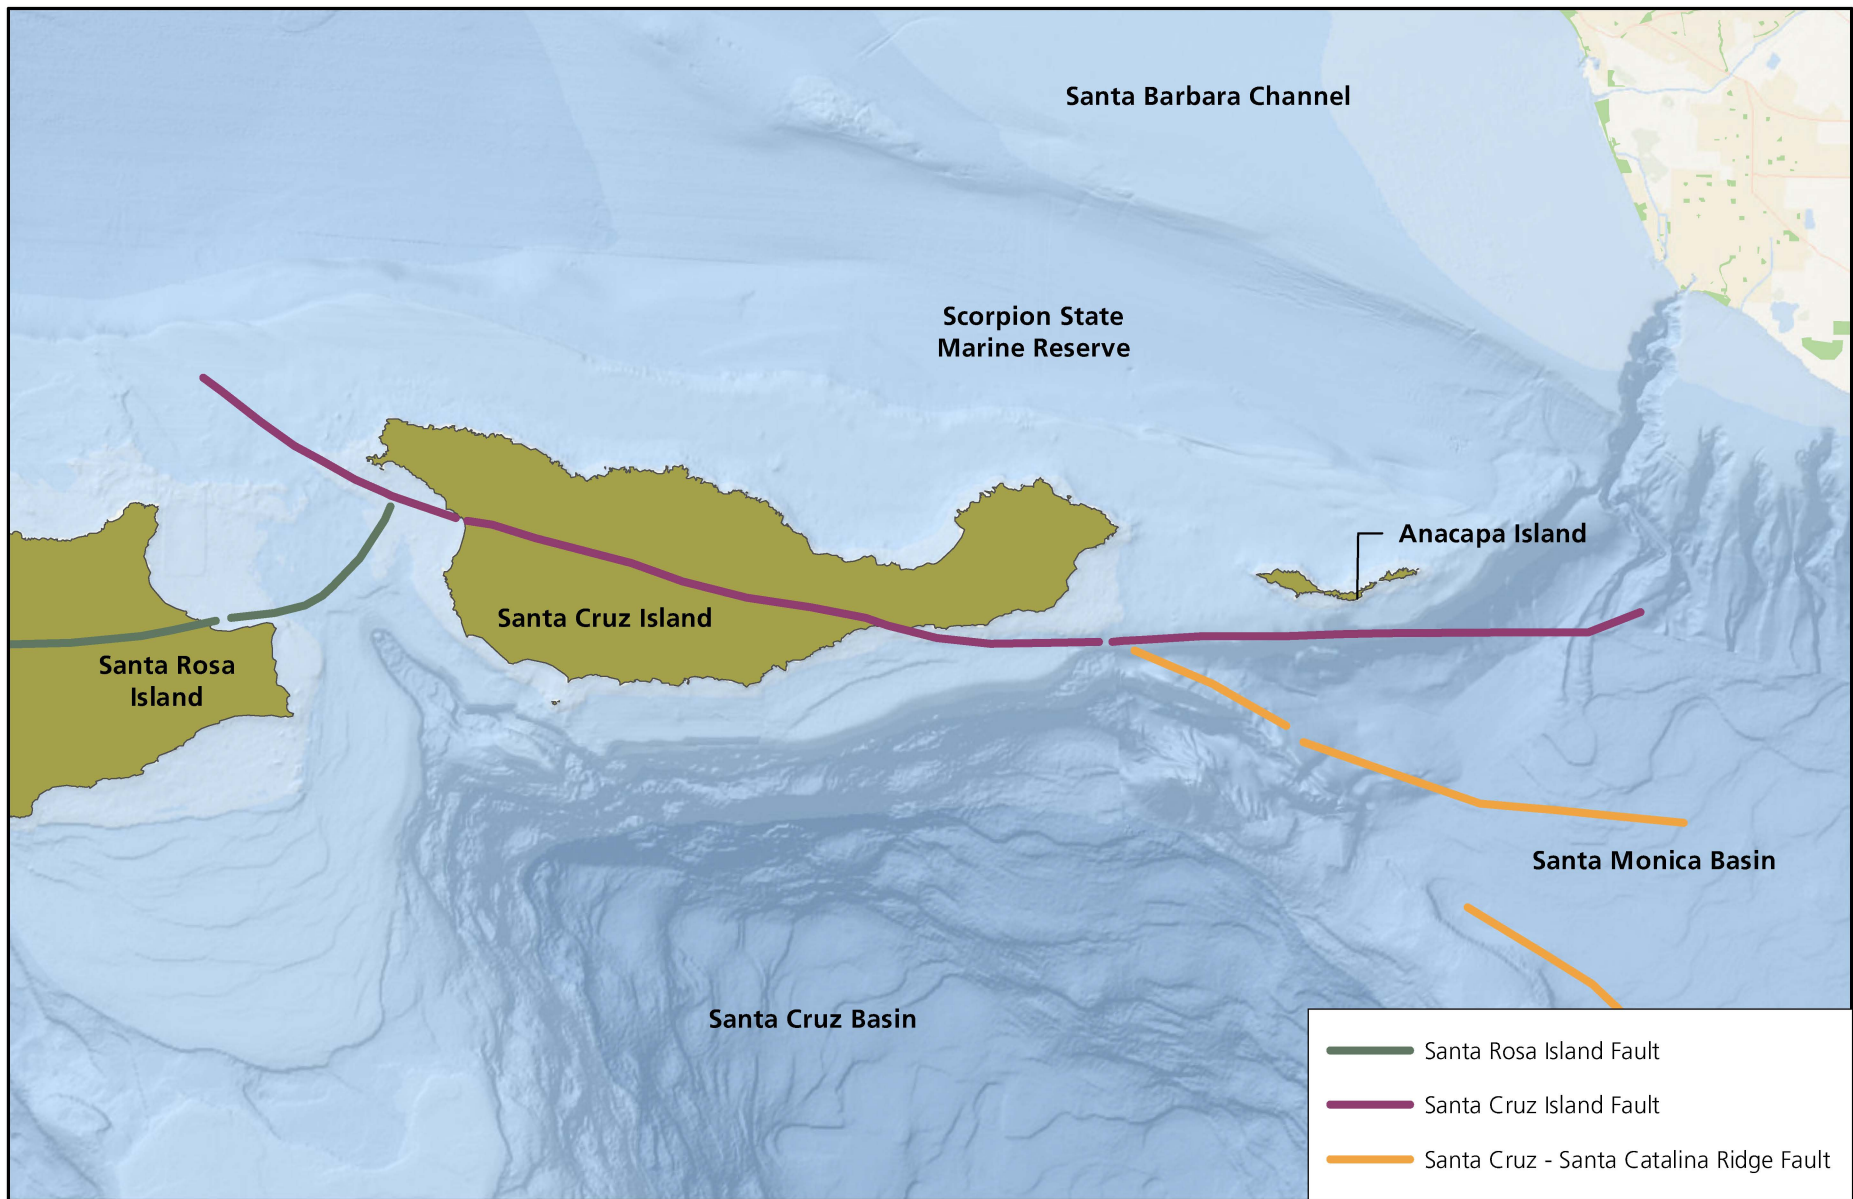 Santa Barbara Channel
Scorpion State
Marine Reserve
Anacapa Island
Santa Cruz Island
Santa Rosa
Island
Santa Monica Basin
Santa Cruz Basin
Santa Rosa Island Fault
Santa Cruz Island Fault
Santa Cruz - Santa Catalina Ridge Fault